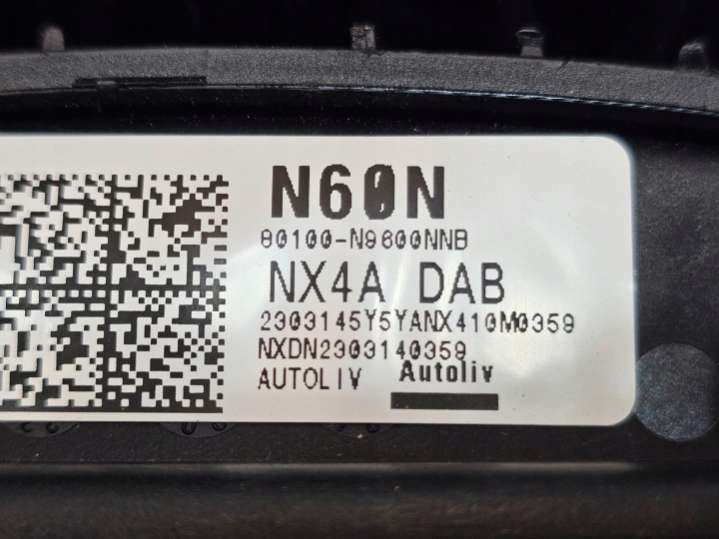 N60N
80100-N9600NNB
NX4A DAB
2303145Y5YANX410M0359
NXDN2303140359
AUTOLIV Autoliv